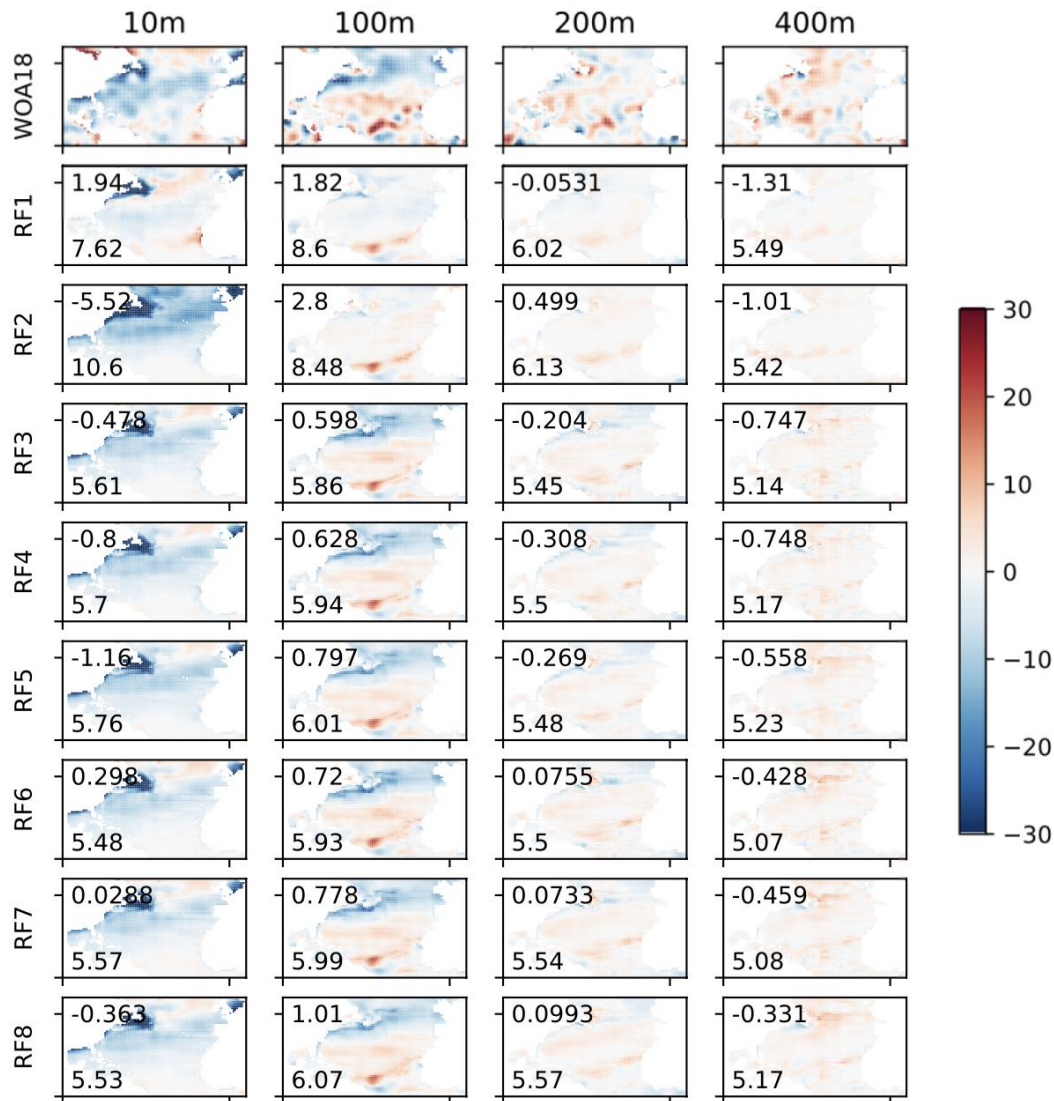 10m 100m 200m 400m
WOA18
RF1 1.94 1.82 -0.0531 -1.31
7.62 8.6 6.02 5.49
RF2 -5.52 2.8 0.499 -1.01
10.6 8.48 6.13 5.42
RF3 -0.478 0.598 -0.204 -0.747
5.61 5.86 5.45 5.14
RF4 -0.8 0.628 -0.308 -0.748
5.7 5.94 5.5 5.17
RF5 -1.16 0.797 -0.269 -0.558
5.76 6.01 5.48 5.23
RF6 0.298 0.72 0.0755 -0.428
5.48 5.93 5.5 5.07
RF7 0.0288 0.778 0.0733 -0.459
5.57 5.99 5.54 5.08
RF8 -0.363 1.01 0.0993 -0.331
5.53 6.07 5.57 5.17
30
20
10
0
−10
−20
−30